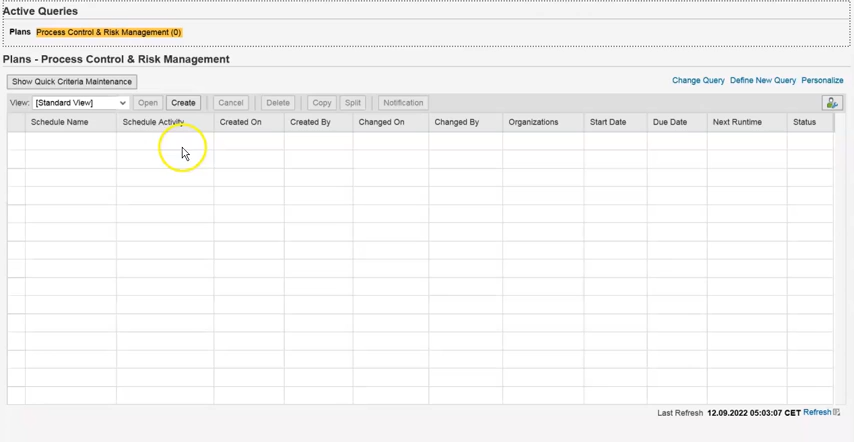 Active Queries
Plans Process Control & Risk Management (0)
Plans - Process Control & Risk Management
Show Quick Criteria Maintenance
Change Query Define New Query Personalize
View: [Standard View] Open Create Cancel Delete Copy Split Notification
Schedule Name Schedule Activity Created On Created By Changed On Changed By Organizations Start Date Due Date Next Runtime Status
Last Refresh 12.09.2022 05:03:07 CET Refresh